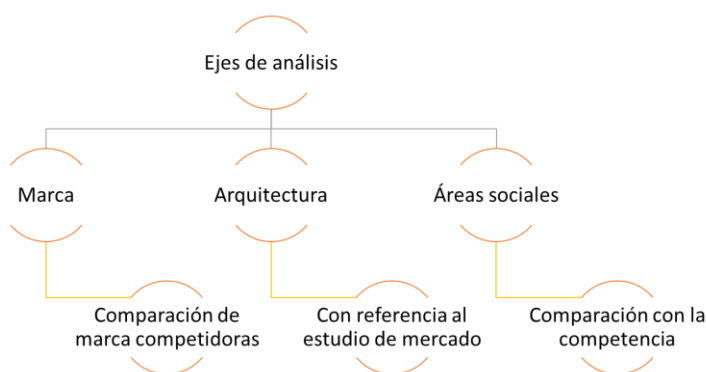 Ejes de análisis
Marca
Arquitectura
Áreas sociales
Comparación de
marca competidoras
Con referencia al
estudio de mercado
Comparación con la
competencia